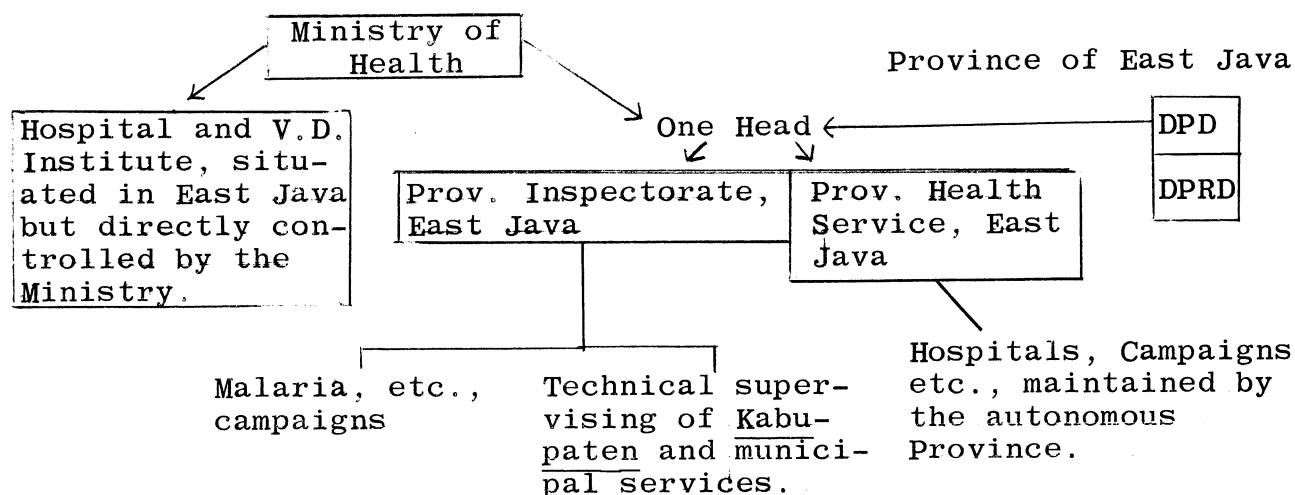 Ministry of
Health
Province of East Java
Hospital and V.D.
Institute, situ-
ated in East Java
but directly con-
trolled by the
Ministry.
One Head
DPD
DPRD
Prov. Inspectorate,
East Java
Prov. Health
Service, East
Java
Malaria, etc.,
campaigns
Technical super-
vising of Kabu-
paten and munici-
pal services.
Hospitals, Campaigns
etc., maintained by
the autonomous
Province.